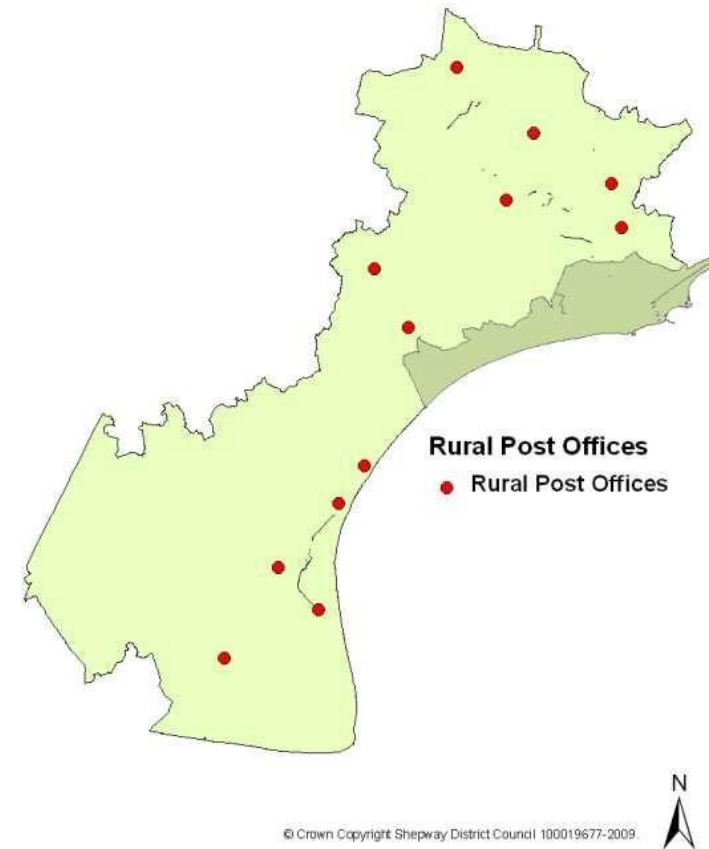 Rural Post Offices
Rural Post Offices
N
© Crown Copyright Shepway District Council 100019677-2009.